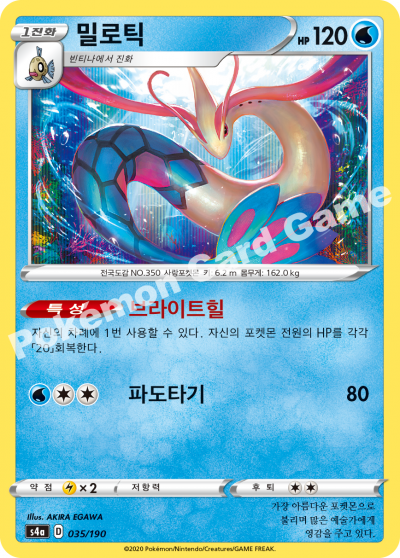 1진화
밀로틱
HP 120
빈티나에서 진화
전국도감 NO.350 사랑포켓몬 키: 6.2 m 몸무게: 162.0 kg
특성 브라이트힐
자신의 차례에 1번 사용할 수 있다. 자신의 포켓몬 전원의 HP를 각각
「20」회복한다.
파도타기 80
약점 ×2 저항력 후퇴
Illus. AKIRA EGAWA
s4a D 035/190
가장 아름다운 포켓몬으로
불리며 많은 예술가에게
영감을 주고 있다.
©2020 Pokémon/Nintendo/Creatures/GAME FREAK.
Pokémon Card Game